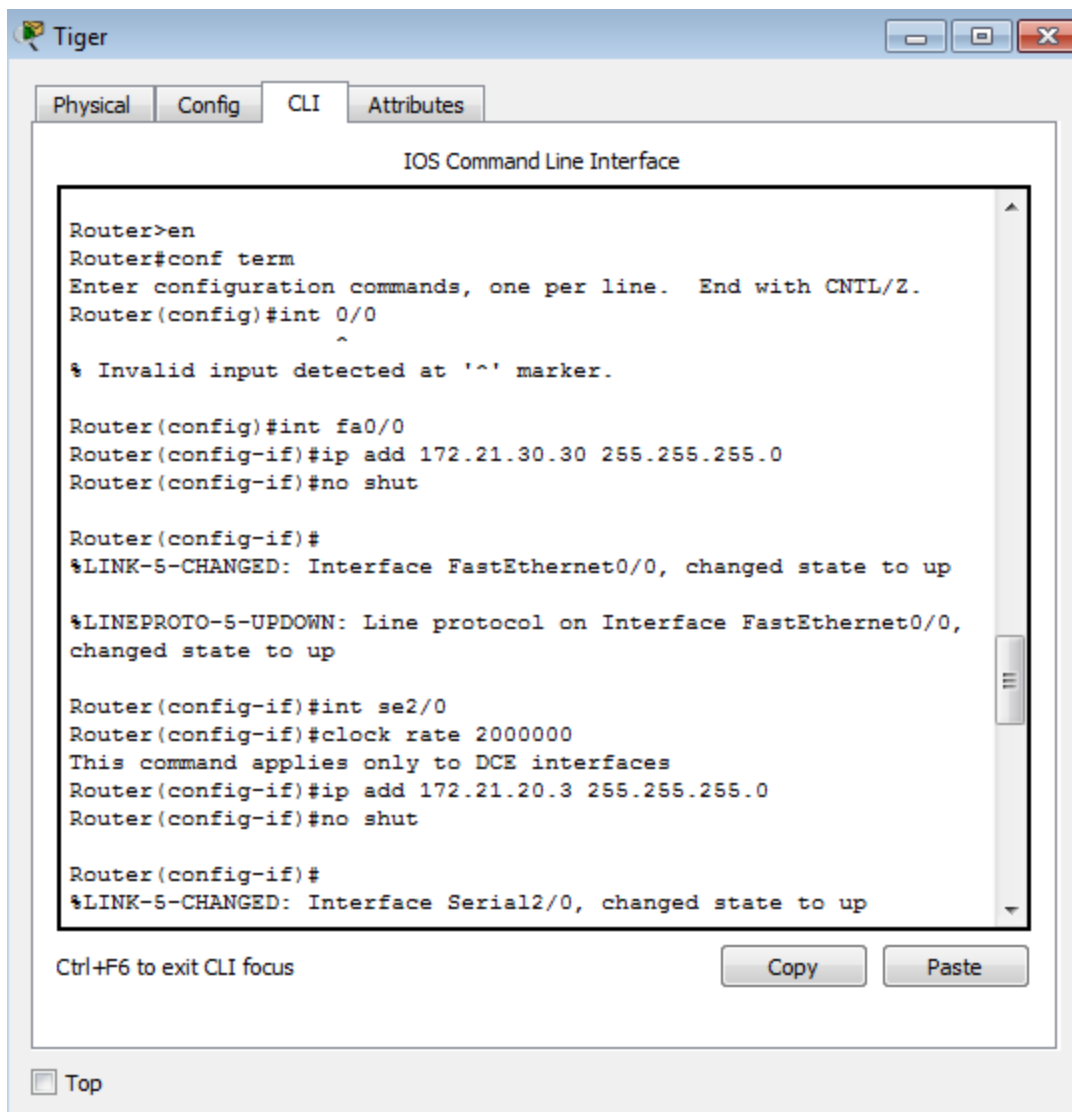 Tiger
Physical Config CLI Attributes
IOS Command Line Interface
Router>en
Router#conf term
Enter configuration commands, one per line.  End with CNTL/Z.
Router(config)#int 0/0
^
% Invalid input detected at '^' marker.
Router(config)#int fa0/0
Router(config-if)#ip add 172.21.30.30 255.255.255.0
Router(config-if)#no shut
Router(config-if)#
%LINK-5-CHANGED: Interface FastEthernet0/0, changed state to up
%LINEPROTO-5-UPDOWN: Line protocol on Interface FastEthernet0/0,
changed state to up
Router(config-if)#int se2/0
Router(config-if)#clock rate 2000000
This command applies only to DCE interfaces
Router(config-if)#ip add 172.21.20.3 255.255.255.0
Router(config-if)#no shut
Router(config-if)#
%LINK-5-CHANGED: Interface Serial2/0, changed state to up
Ctrl+F6 to exit CLI focus
Copy Paste
Top